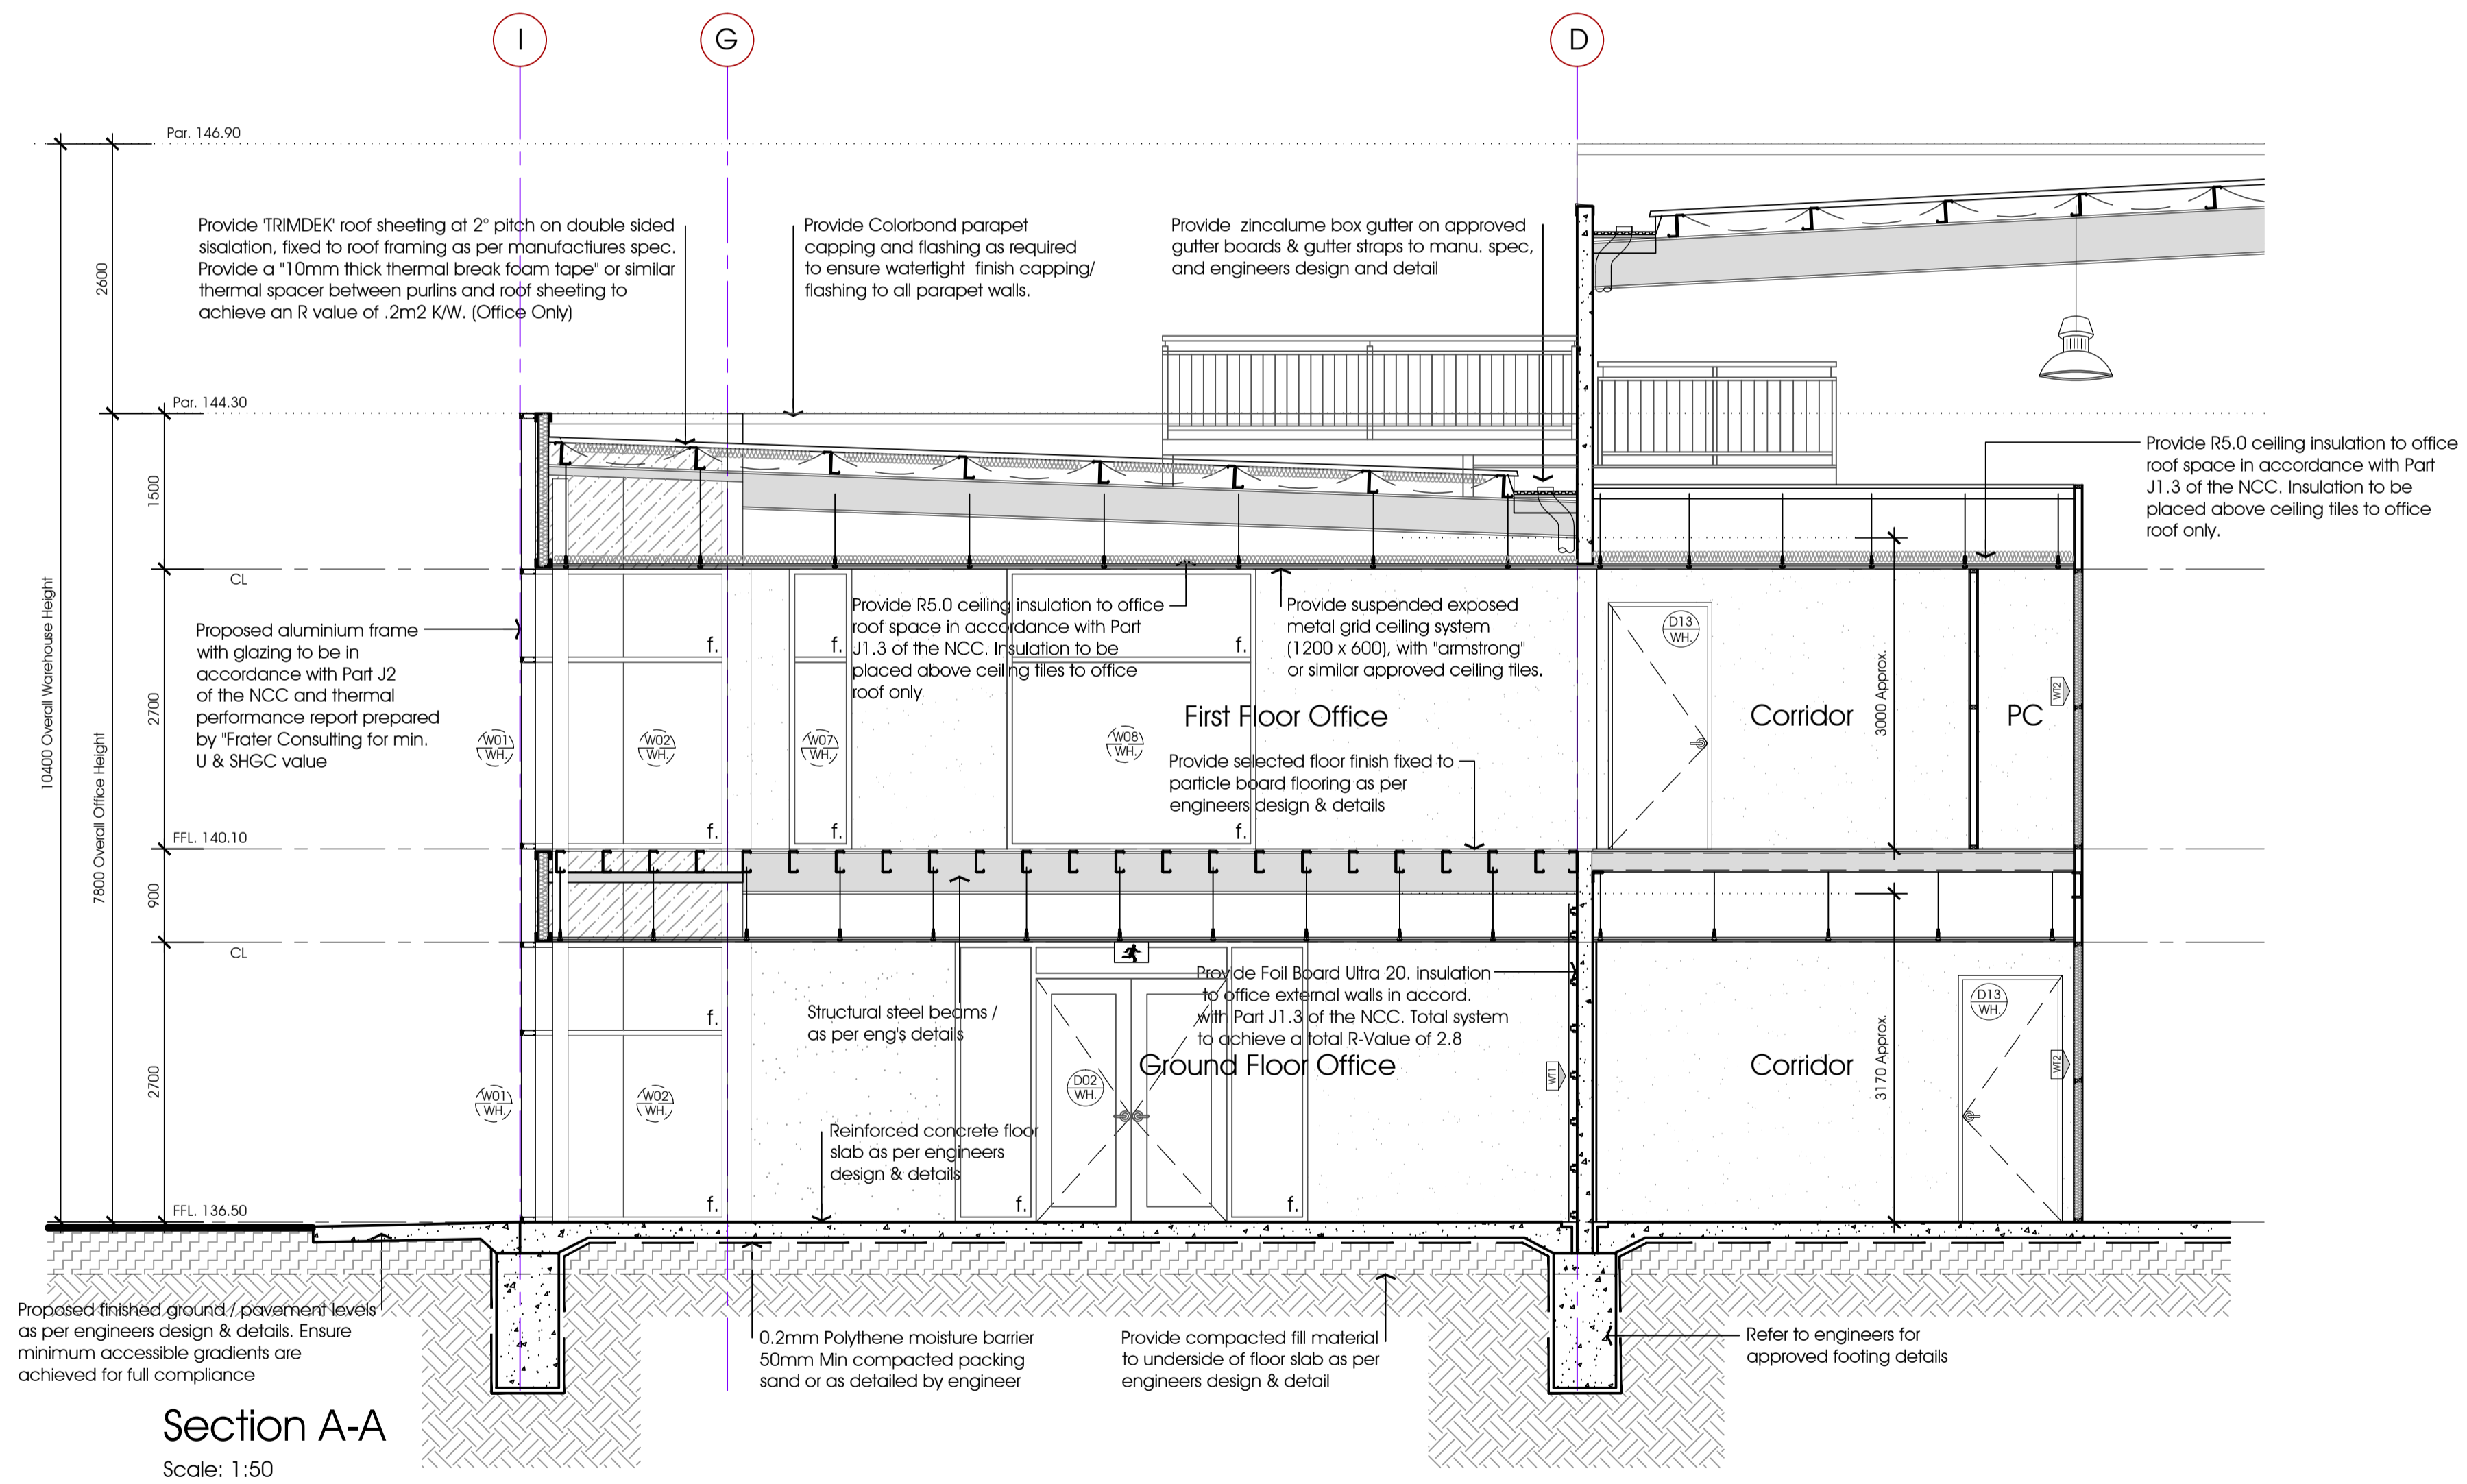 I
G
D
Par. 146.90
Provide 'TRIMDEK' roof sheeting at 2° pitch on double sided
sisalation, fixed to roof framing as per manufactiures spec.
Provide a "10mm thick thermal break foam tape" or similar
thermal spacer between purlins and roof sheeting to
achieve an R value of .2m2 K/W. (Office Only)
Provide Colorbond parapet
capping and flashing as required
to ensure watertight finish capping/
flashing to all parapet walls.
Provide zincalume box gutter on approved
gutter boards & gutter straps to manu. spec,
and engineers design and detail
2600
Par. 144.30
Provide R5.0 ceiling insulation to office
roof space in accordance with Part
J1.3 of the NCC. Insulation to be
placed above ceiling tiles to office
roof only.
1500
CL
10400 Overall Warehouse Height
7800 Overall Office Height
Proposed aluminium frame
with glazing to be in
accordance with Part J2
of the NCC and thermal
performance report prepared
by "Frater Consulting for min.
U & SHGC value
Provide R5.0 ceiling insulation to office
roof space in accordance with Part
J1.3 of the NCC. Insulation to be
placed above ceiling tiles to office
roof only
Provide suspended exposed
metal grid ceiling system
(1200 x 600), with "armstrong"
or similar approved ceiling tiles.
f.
f.
f.
D13
WH.
3000 Approx.
WT2
2700
First Floor Office
Corridor
PC
W01
WH.
W02
WH.
W07
WH.
W08
WH.
Provide selected floor finish fixed to
particle board flooring as per
engineers design & details
f.
f.
f.
FFL. 140.10
900
CL
Provide Foil Board Ultra 20. insulation
to office external walls in accord.
with Part J1.3 of the NCC. Total system
to achieve a total R-Value of 2.8
Structural steel beams /
as per eng's details
f.
D13
WH.
3170 Approx.
Ground Floor Office
Corridor
WT1
WT2
2700
W01
WH.
W02
WH.
D02
WH.
Reinforced concrete floor
slab as per engineers
design & details
f.
f.
f.
FFL. 136.50
Proposed finished ground / pavement levels
as per engineers design & details. Ensure
minimum accessible gradients are
achieved for full compliance
0.2mm Polythene moisture barrier
50mm Min compacted packing
sand or as detailed by engineer
Provide compacted fill material
to underside of floor slab as per
engineers design & detail
Refer to engineers for
approved footing details
Section A-A
Scale: 1:50